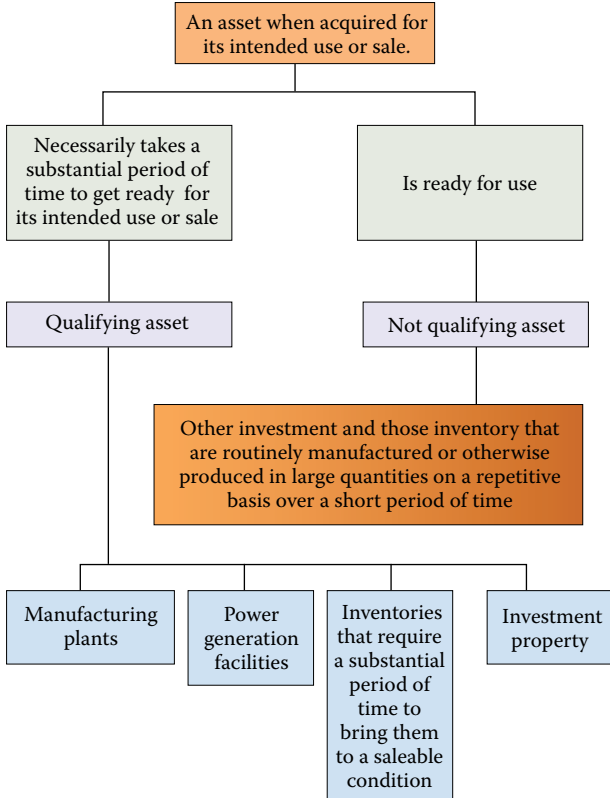 An asset when acquired for
its intended use or sale.
Necessarily takes a
substantial period of
time to get ready for
its intended use or sale
Is ready for use
Qualifying asset
Not qualifying asset
Other investment and those inventory that
are routinely manufactured or otherwise
produced in large quantities on a repetitive
basis over a short period of time
Manufacturing
plants
Power
generation
facilities
Inventories
that require
a substantial
period of
time to
bring them
to a saleable
condition
Investment
property